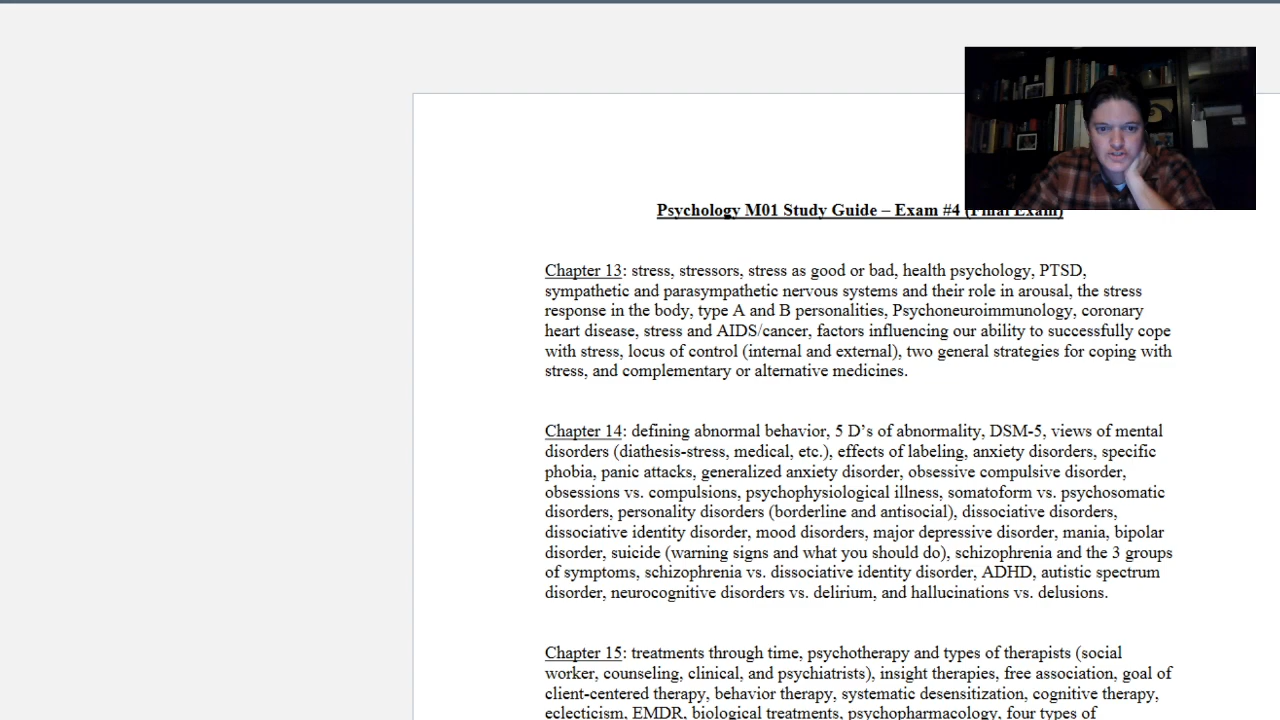 Psychology M01 Study Guide – Exam #4 (Final Exam)
Chapter 13: stress, stressors, stress as good or bad, health psychology, PTSD,
sympathetic and parasympathetic nervous systems and their role in arousal, the stress
response in the body, type A and B personalities, Psychoneuroimmunology, coronary
heart disease, stress and AIDS/cancer, factors influencing our ability to successfully cope
with stress, locus of control (internal and external), two general strategies for coping with
stress, and complementary or alternative medicines.
Chapter 14: defining abnormal behavior, 5 D’s of abnormality, DSM-5, views of mental
disorders (diathesis-stress, medical, etc.), effects of labeling, anxiety disorders, specific
phobia, panic attacks, generalized anxiety disorder, obsessive compulsive disorder,
obsessions vs. compulsions, psychophysiological illness, somatoform vs. psychosomatic
disorders, personality disorders (borderline and antisocial), dissociative disorders,
dissociative identity disorder, mood disorders, major depressive disorder, mania, bipolar
disorder, suicide (warning signs and what you should do), schizophrenia and the 3 groups
of symptoms, schizophrenia vs. dissociative identity disorder, ADHD, autistic spectrum
disorder, neurocognitive disorders vs. delirium, and hallucinations vs. delusions.
Chapter 15: treatments through time, psychotherapy and types of therapists (social
worker, counseling, clinical, and psychiatrists), insight therapies, free association, goal of
client-centered therapy, behavior therapy, systematic desensitization, cognitive therapy,
eclecticism, EMDR, biological treatments, psychopharmacology, four types of